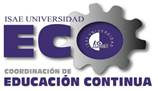 ISAE UNIVERSIDAD
ECO
COORDINACIÓN DE
EDUCACIÓN CONTINUA